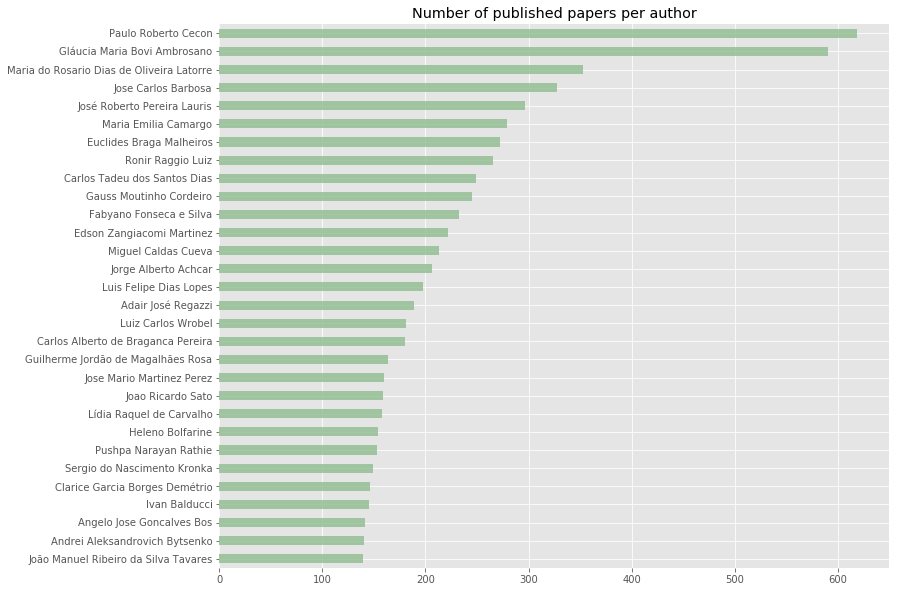 Number of published papers per author
Paulo Roberto Cecon
Gláucia Maria Bovi Ambrosano
Maria do Rosario Dias de Oliveira Latorre
Jose Carlos Barbosa
José Roberto Pereira Lauris
Maria Emilia Camargo
Euclides Braga Malheiros
Ronir Raggio Luiz
Carlos Tadeu dos Santos Dias
Gauss Moutinho Cordeiro
Fabyano Fonseca e Silva
Edson Zangiacomi Martinez
Miguel Caldas Cueva
Jorge Alberto Achcar
Luis Felipe Dias Lopes
Adair José Regazzi
Luiz Carlos Wrobel
Carlos Alberto de Braganca Pereira
Guilherme Jordão de Magalhães Rosa
Jose Mario Martinez Perez
Joao Ricardo Sato
Lídia Raquel de Carvalho
Heleno Bolfarine
Pushpa Narayan Rathie
Sergio do Nascimento Kronka
Clarice Garcia Borges Demétrio
Ivan Balducci
Angelo Jose Goncalves Bos
Andrei Aleksandrovich Bytsenko
João Manuel Ribeiro da Silva Tavares
0 100 200 300 400 500 600